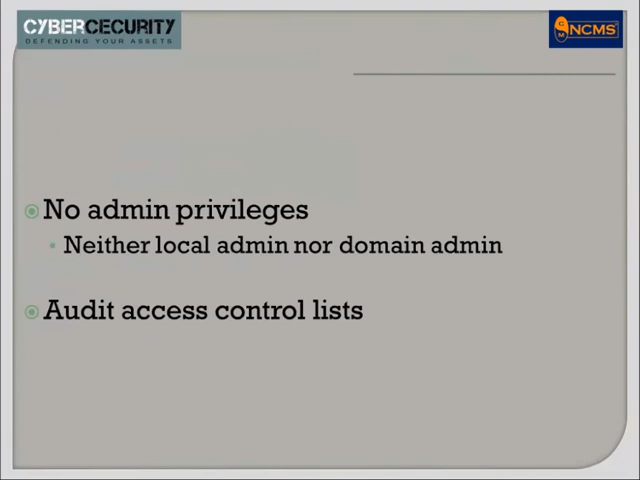 CYBERCECURITY
DEFENDING YOUR ASSETS
NCMS
No admin privileges
Neither local admin nor domain admin
Audit access control lists